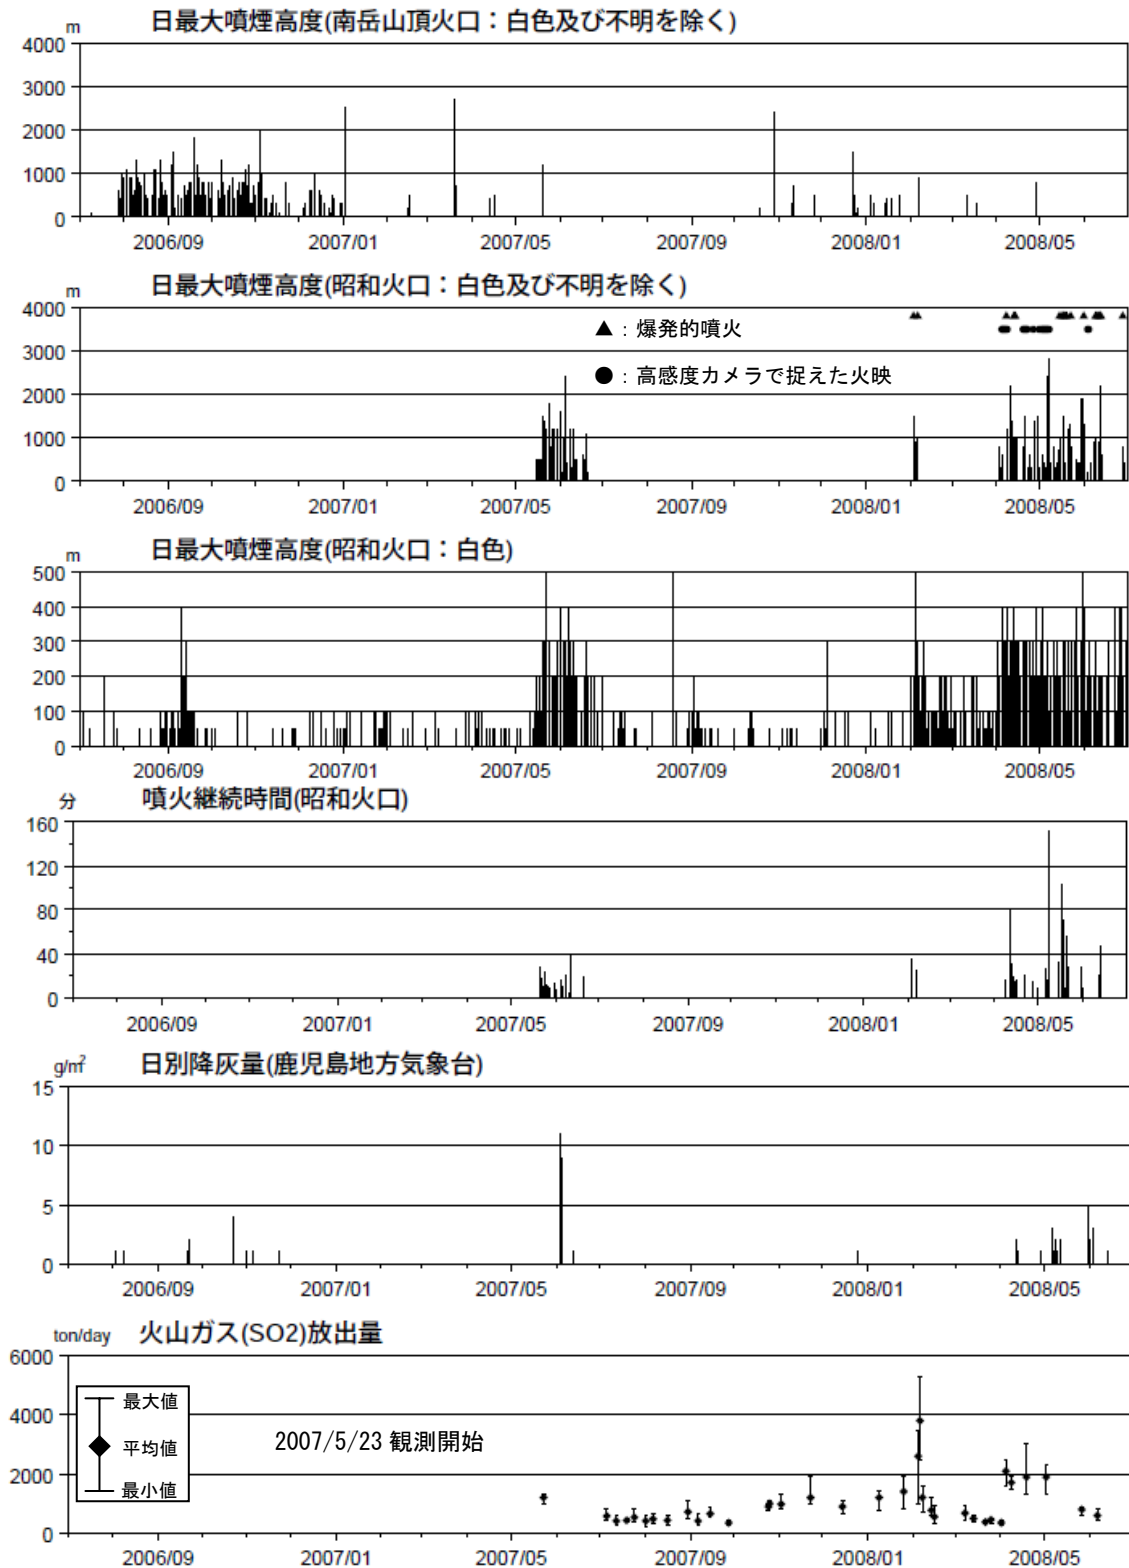 日最大噴煙高度(南岳山頂火口：白色及び不明を除く)
m
4000
3000
2000
1000
0
2006/09 2007/01 2007/05 2007/09 2008/01 2008/05
日最大噴煙高度(昭和火口：白色及び不明を除く)
m
4000
3000
2000
1000
0
▲：爆発的噴火
●：高感度カメラで捉えた火映
2006/09 2007/01 2007/05 2007/09 2008/01 2008/05
日最大噴煙高度(昭和火口：白色)
m
500
400
300
200
100
0
2006/09 2007/01 2007/05 2007/09 2008/01 2008/05
噴火継続時間(昭和火口)
分
160
120
80
40
0
2006/09 2007/01 2007/05 2007/09 2008/01 2008/05
日別降灰量(鹿児島地方気象台)
g/㎡
15
10
5
0
2006/09 2007/01 2007/05 2007/09 2008/01 2008/05
火山ガス(SO2)放出量
ton/day
6000
4000
2000
0
最大値
平均値
最小値
2007/5/23 観測開始
2006/09 2007/01 2007/05 2007/09 2008/01 2008/05